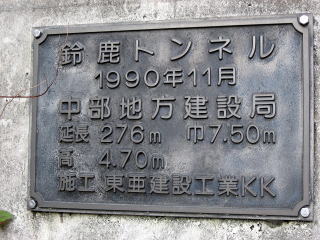 鈴鹿トンネル
1990年11月
中部地方建設局
延長 276m 巾7.50m
高 4.70m
施工 東亜建設工業KK